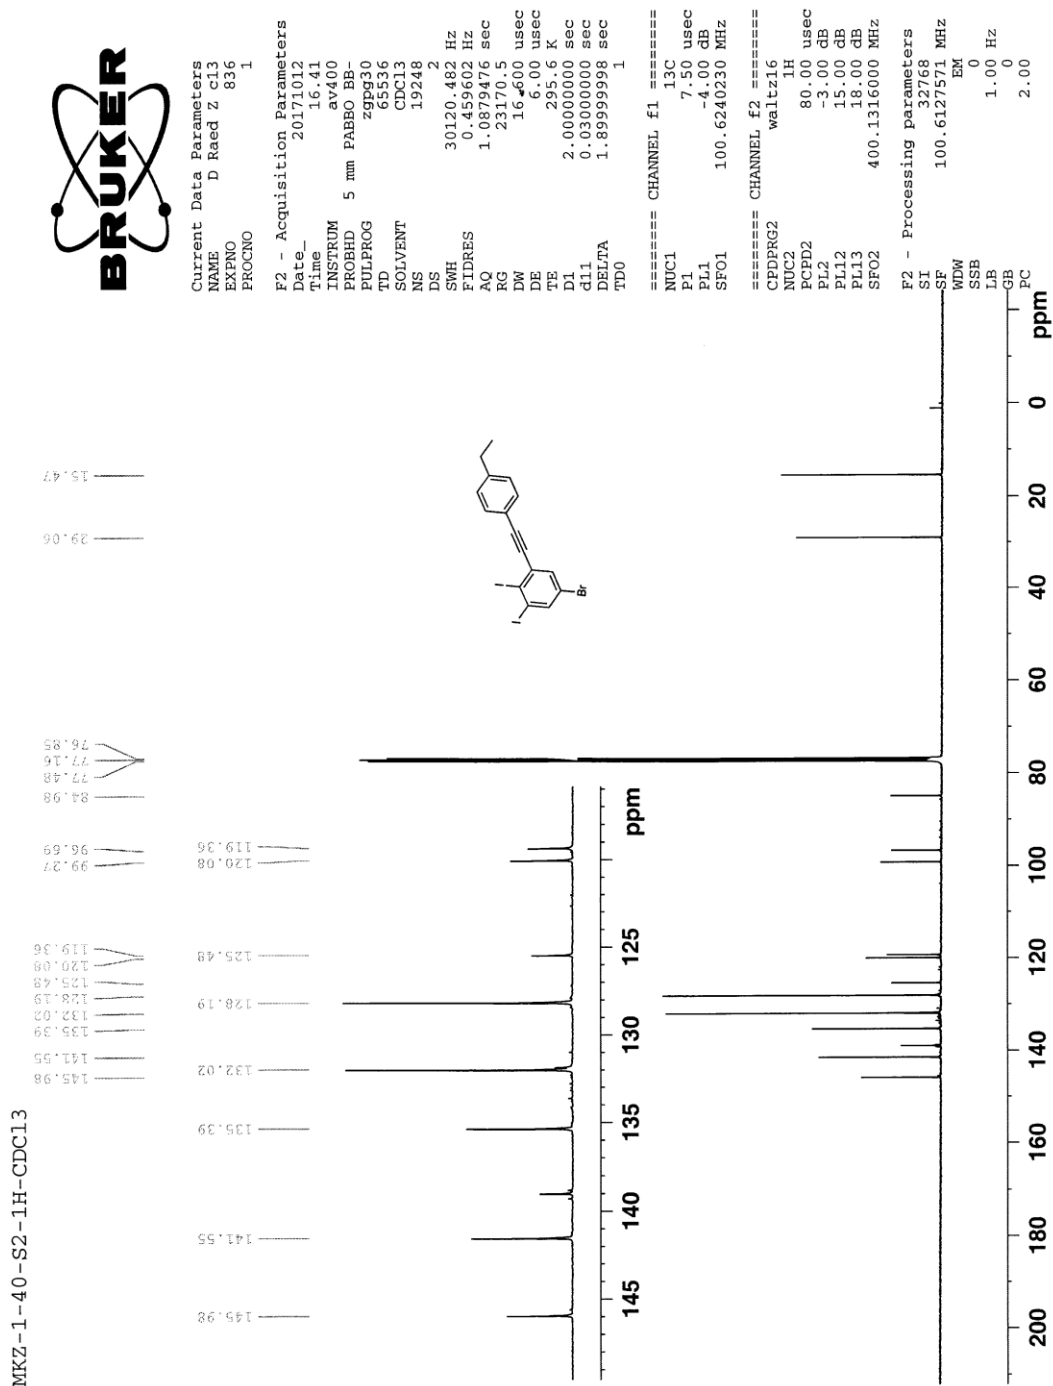 MKZ-1-40-S2-1H-CDCl3
BRUKER
Current Data Parameters
NAME D Raed Z c13
EXPNO 836
PROCNO 1
F2 - Acquisition Parameters
Date_ 20171012
Time 16.41
INSTRUM av400
PROBHD 5 mm PABBO BB-
PULPROG zgpg30
TD 65536
SOLVENT CDCl3
NS 19248
DS 2
SWH 30120.482 Hz
FIDRES 0.459602 Hz
AQ 1.0879476 sec
RG 23170.5
DW 16.600 usec
DE 6.00 usec
TE 295.6 K
D1 2.00000000 sec
d11 0.03000000 sec
DELTA 1.89999998 sec
TD0 1
======== CHANNEL f1 ========
NUC1 13C
P1 7.50 usec
PL1 -4.00 dB
SFO1 100.6240230 MHz
======== CHANNEL f2 ========
CPDPRG2 waltz16
NUC2 1H
PCPD2 80.00 usec
PL2 -3.00 dB
PL12 15.00 dB
PL13 18.00 dB
SFO2 400.1316000 MHz
F2 - Processing parameters
SI 32768
SF 100.6127571 MHz
WDW EM
SSB 0
LB 1.00 Hz
GB 0
PC 2.00
145.98
141.55
135.39
132.02
128.19
125.48
120.08
119.36
99.27
96.69
84.98
77.48
77.16
76.85
29.06
15.47
145.98
141.55
135.39
132.02
128.19
125.48
120.08
119.36
I
I
Br
145 140 135 130 125 ppm
200 180 160 140 120 100 80 60 40 20 0 ppm